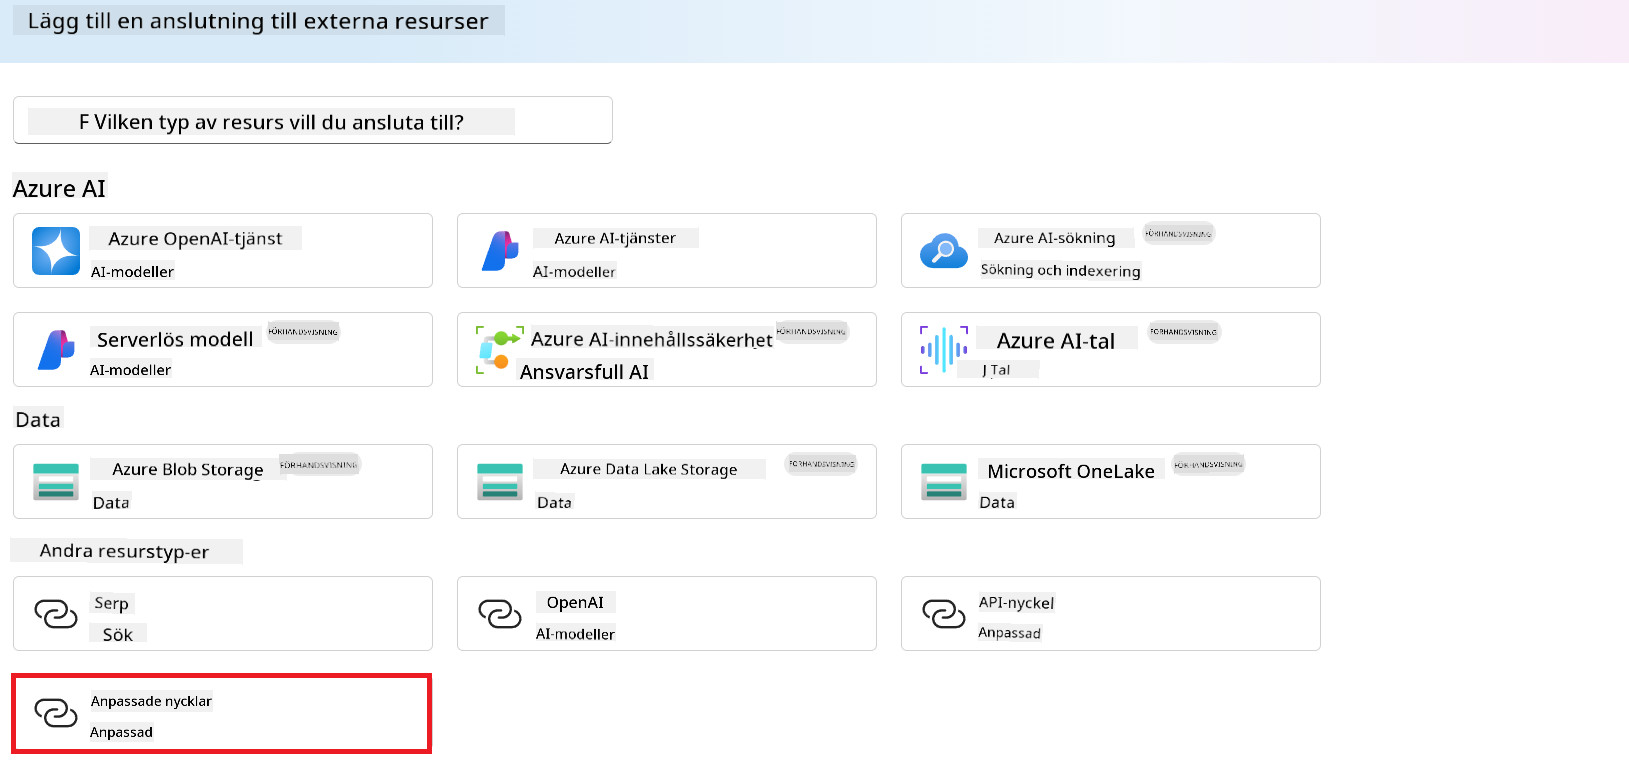 Lägg till en anslutning till externa resurser
F Vilken typ av resurs vill du ansluta till?
Azure AI
Azure OpenAI-tjänst
AI-modeller
Azure AI-tjänster
AI-modeller
Azure AI-sökning FÖRHANDSVISNING
Sökning och indexering
Serverlös modell FÖRHANDSVISNING
AI-modeller
Azure AI-innehållssäkerhet FÖRHANDSVISNING
Ansvarsfull AI
Azure AI-tal FÖRHANDSVISNING
J Tal
Data
Azure Blob Storage FÖRHANDSVISNING
Data
Azure Data Lake Storage FÖRHANDSVISNING
Data
Microsoft OneLake FÖRHANDSVISNING
Data
Andra resurstyp-er
Serp
Sök
OpenAI
AI-modeller
API-nyckel
Anpassad
Anpassade nycklar
Anpassad